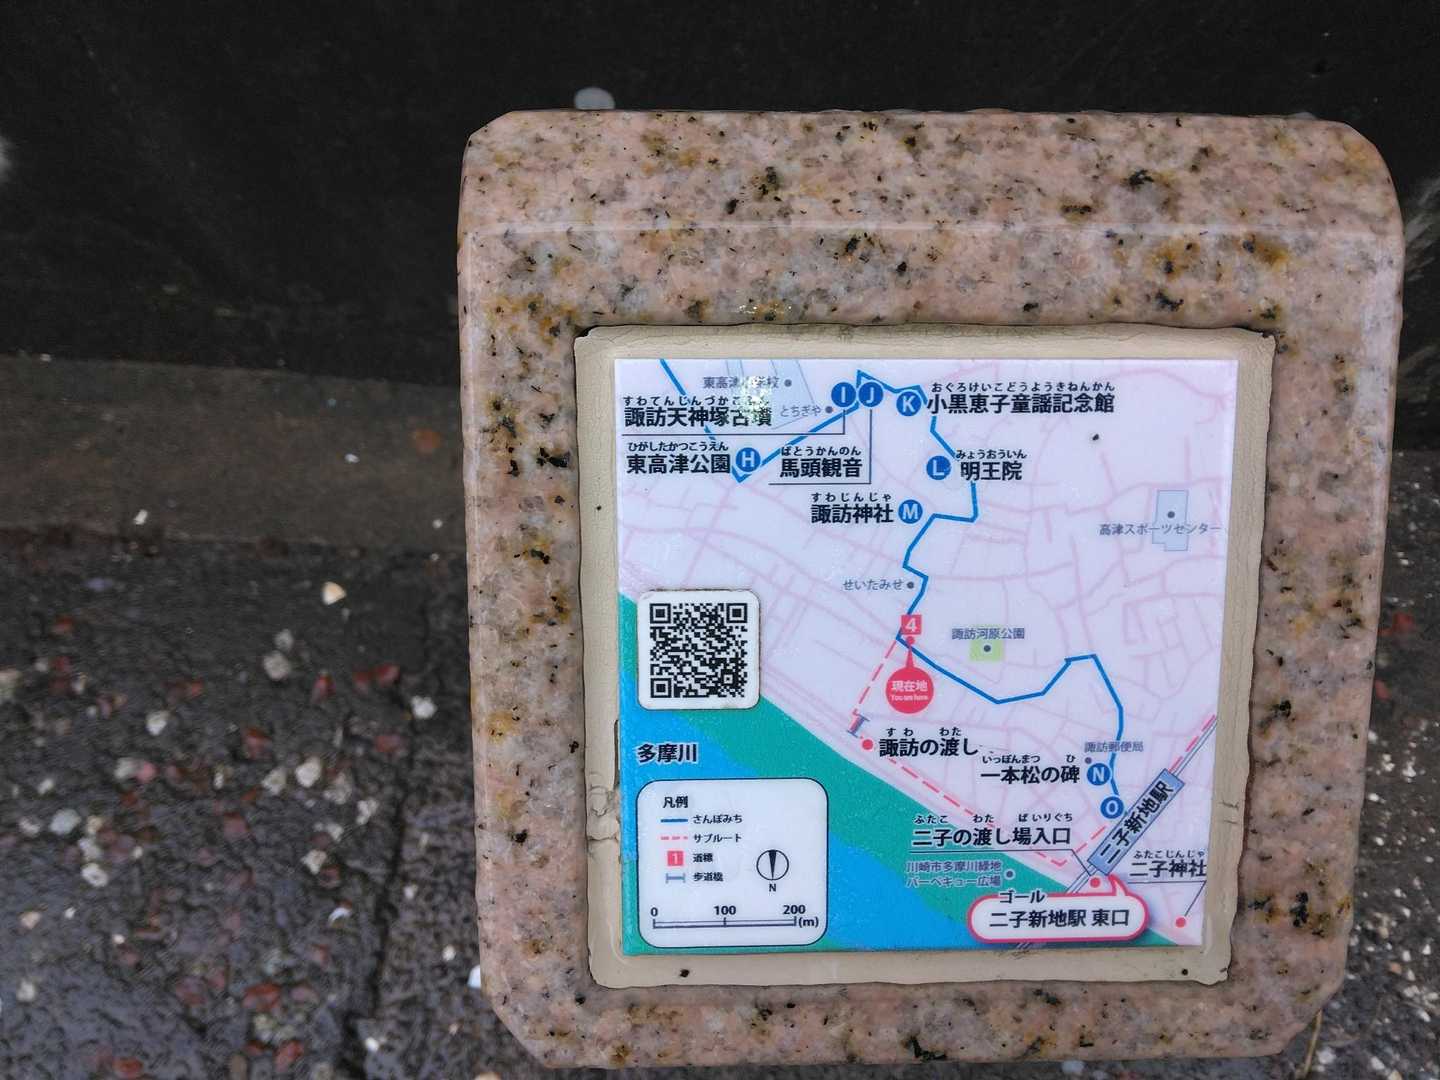 東高津小学校
すわてんじんづかこふん
諏訪天神塚古墳
とちぎや
I
J
K
おぐろけいこどうようきねんかん
小黒恵子童謡記念館
ひがしたかつこうえん
東高津公園
H
ばとうかんのん
馬頭観音
L
みょうおういん
明王院
すわじんじゃ
諏訪神社
M
高津スポーツセンター
せいたみせ
4
諏訪河原公園
現在地
You are here
多摩川
すわ わた
諏訪の渡し
諏訪郵便局
いっぽんまつ ひ
一本松の碑
N
O
ふたこ わた ばいりぐち
二子の渡し場入口
二子新地駅
ふたこじんじゃ
二子神社
川崎市多摩川緑地
バーベキュー広場
ゴール
二子新地駅 東口
凡例
さんぽみち
サブルート
1 道標
歩道橋
N
0 100 200
(m)